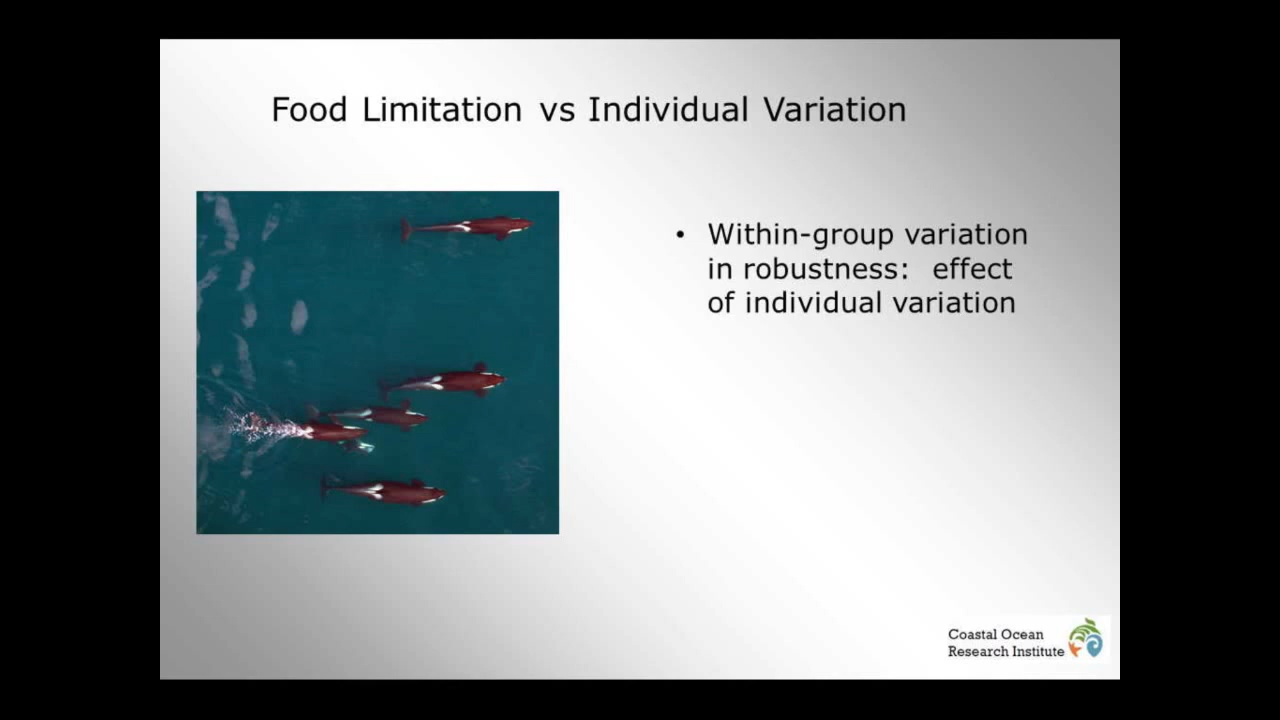 Food Limitation vs Individual Variation
• Within-group variation
in robustness: effect
of individual variation
Coastal Ocean
Research Institute